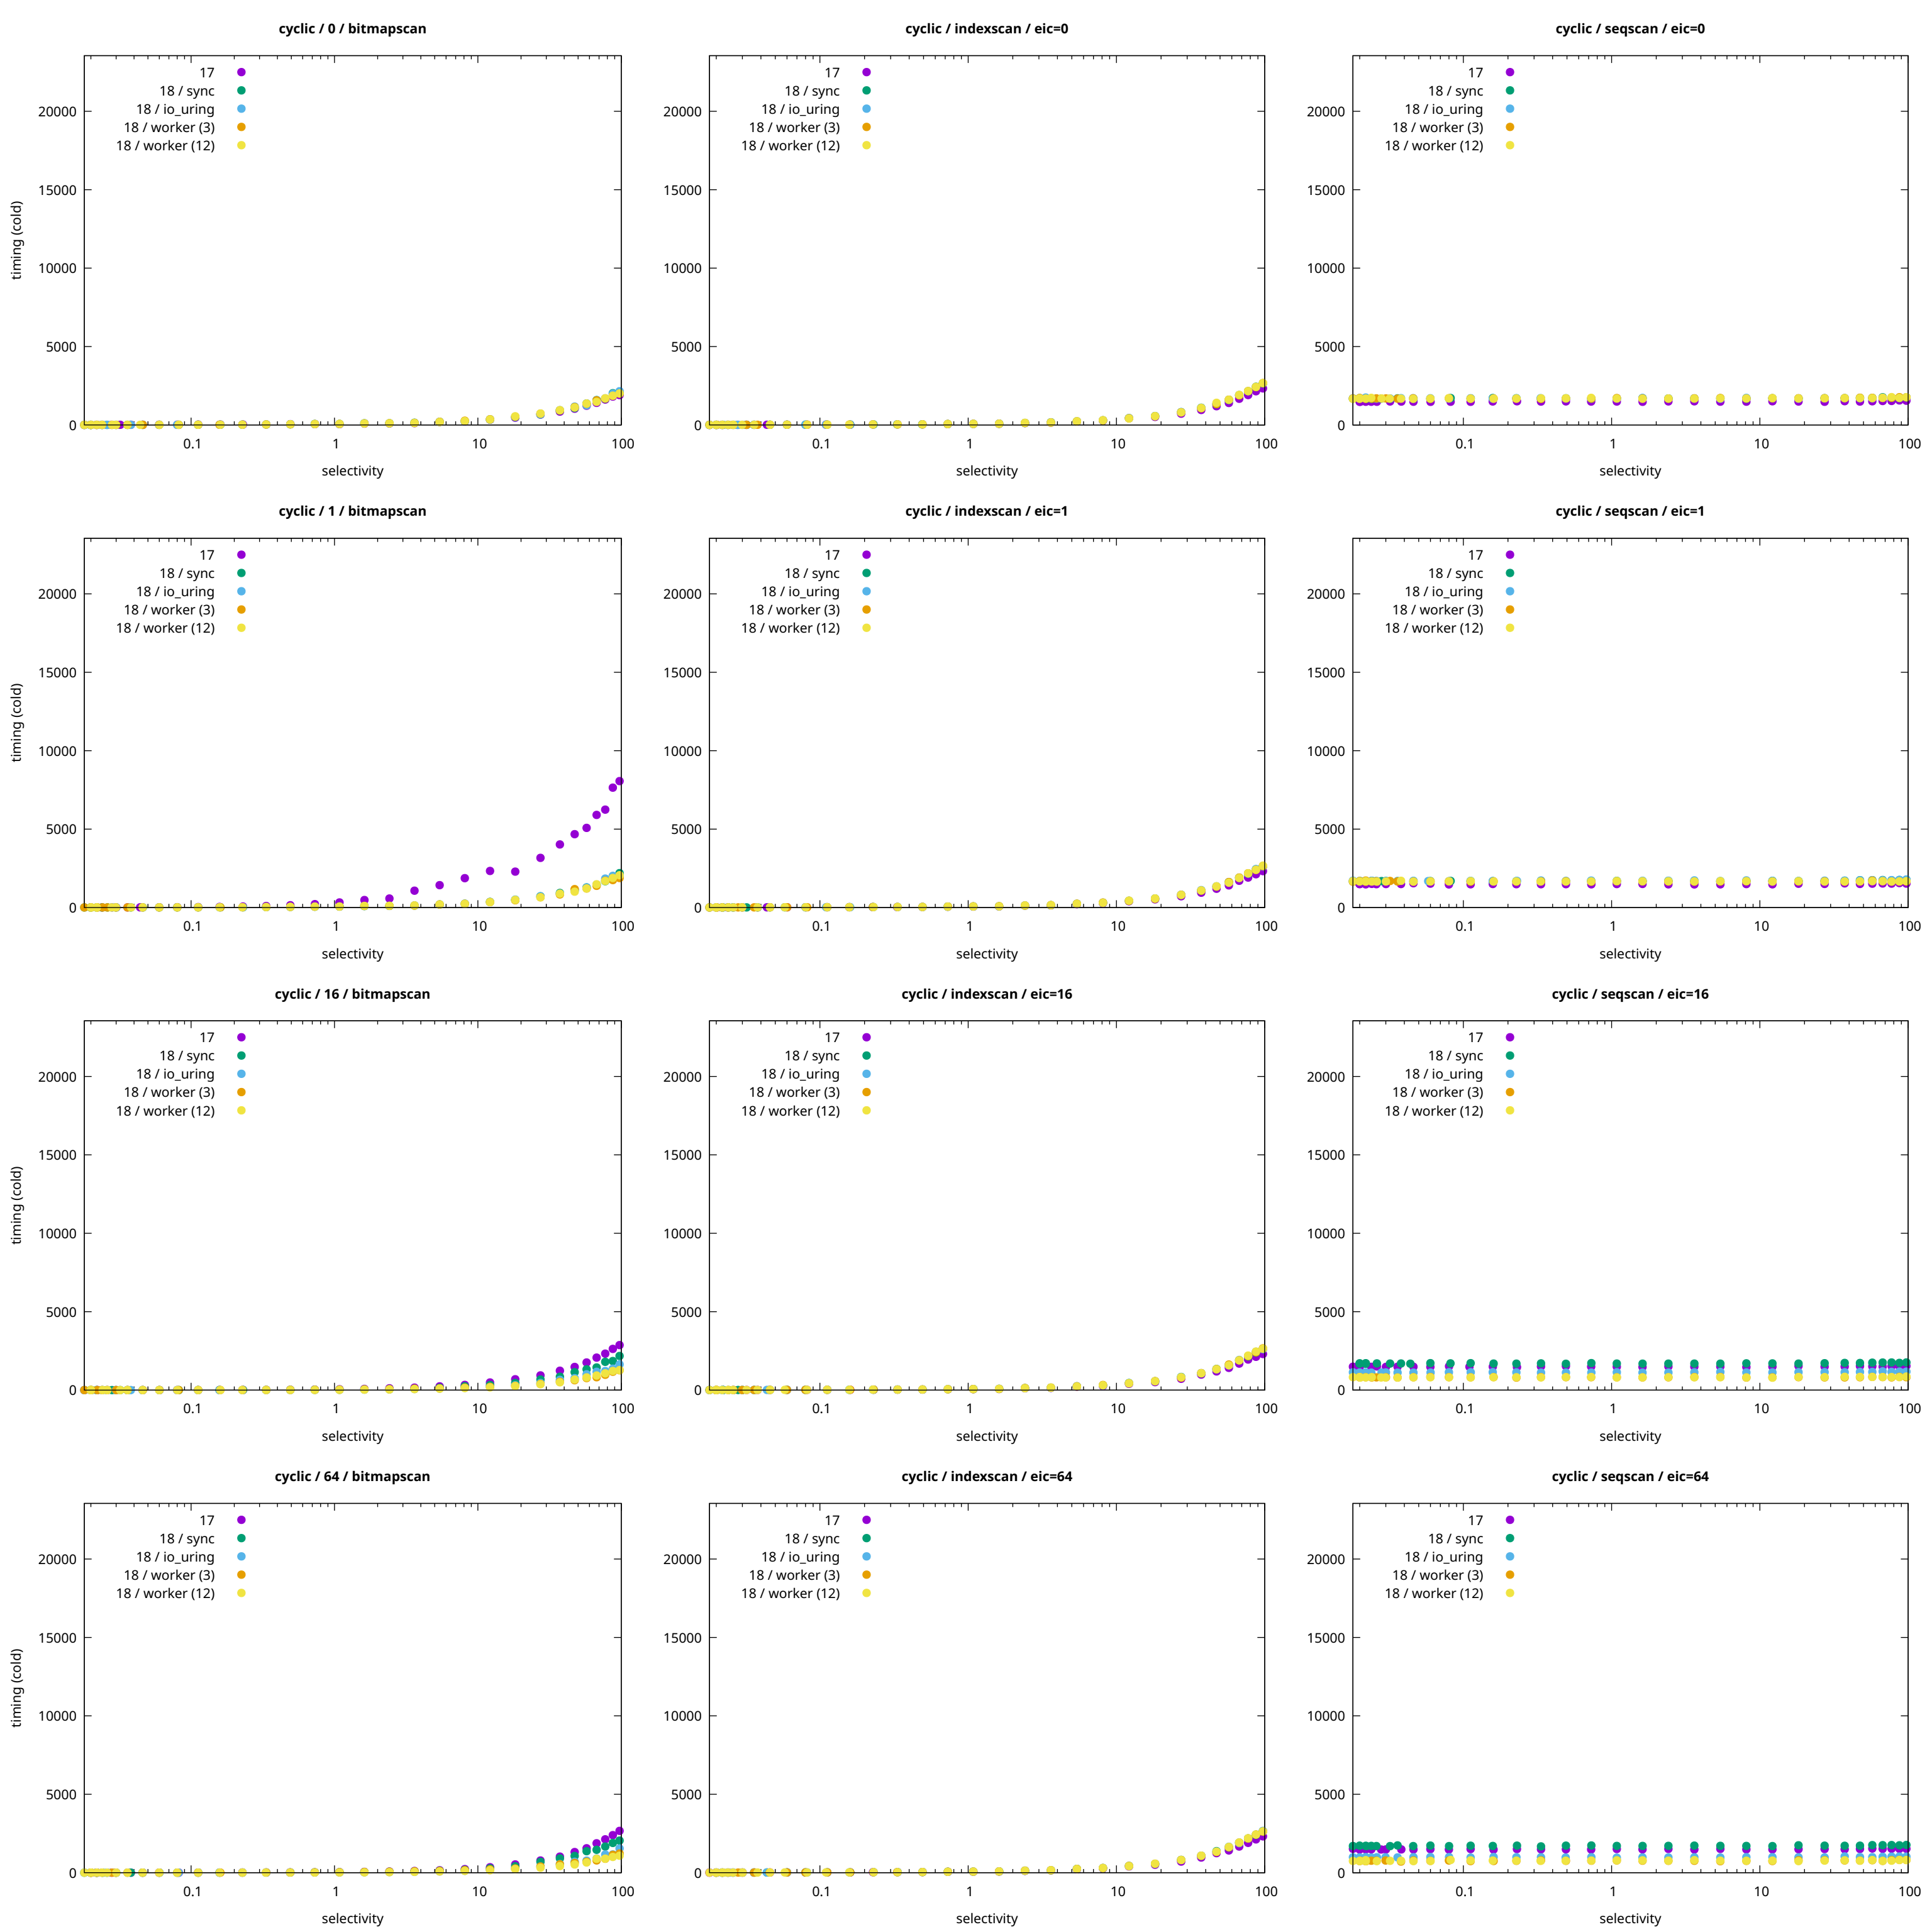 cyclic / 0 / bitmapscan
timing (cold)
20000
15000
10000
5000
0
17
18 / sync
18 / io_uring
18 / worker (3)
18 / worker (12)
0.1 1 10 100
selectivity
cyclic / indexscan / eic=0
20000
15000
10000
5000
0
17
18 / sync
18 / io_uring
18 / worker (3)
18 / worker (12)
0.1 1 10 100
selectivity
cyclic / seqscan / eic=0
20000
15000
10000
5000
0
17
18 / sync
18 / io_uring
18 / worker (3)
18 / worker (12)
0.1 1 10 100
selectivity
cyclic / 1 / bitmapscan
timing (cold)
20000
15000
10000
5000
0
17
18 / sync
18 / io_uring
18 / worker (3)
18 / worker (12)
0.1 1 10 100
selectivity
cyclic / indexscan / eic=1
20000
15000
10000
5000
0
17
18 / sync
18 / io_uring
18 / worker (3)
18 / worker (12)
0.1 1 10 100
selectivity
cyclic / seqscan / eic=1
20000
15000
10000
5000
0
17
18 / sync
18 / io_uring
18 / worker (3)
18 / worker (12)
0.1 1 10 100
selectivity
cyclic / 16 / bitmapscan
timing (cold)
20000
15000
10000
5000
0
17
18 / sync
18 / io_uring
18 / worker (3)
18 / worker (12)
0.1 1 10 100
selectivity
cyclic / indexscan / eic=16
20000
15000
10000
5000
0
17
18 / sync
18 / io_uring
18 / worker (3)
18 / worker (12)
0.1 1 10 100
selectivity
cyclic / seqscan / eic=16
20000
15000
10000
5000
0
17
18 / sync
18 / io_uring
18 / worker (3)
18 / worker (12)
0.1 1 10 100
selectivity
cyclic / 64 / bitmapscan
timing (cold)
20000
15000
10000
5000
0
17
18 / sync
18 / io_uring
18 / worker (3)
18 / worker (12)
0.1 1 10 100
selectivity
cyclic / indexscan / eic=64
20000
15000
10000
5000
0
17
18 / sync
18 / io_uring
18 / worker (3)
18 / worker (12)
0.1 1 10 100
selectivity
cyclic / seqscan / eic=64
20000
15000
10000
5000
0
17
18 / sync
18 / io_uring
18 / worker (3)
18 / worker (12)
0.1 1 10 100
selectivity